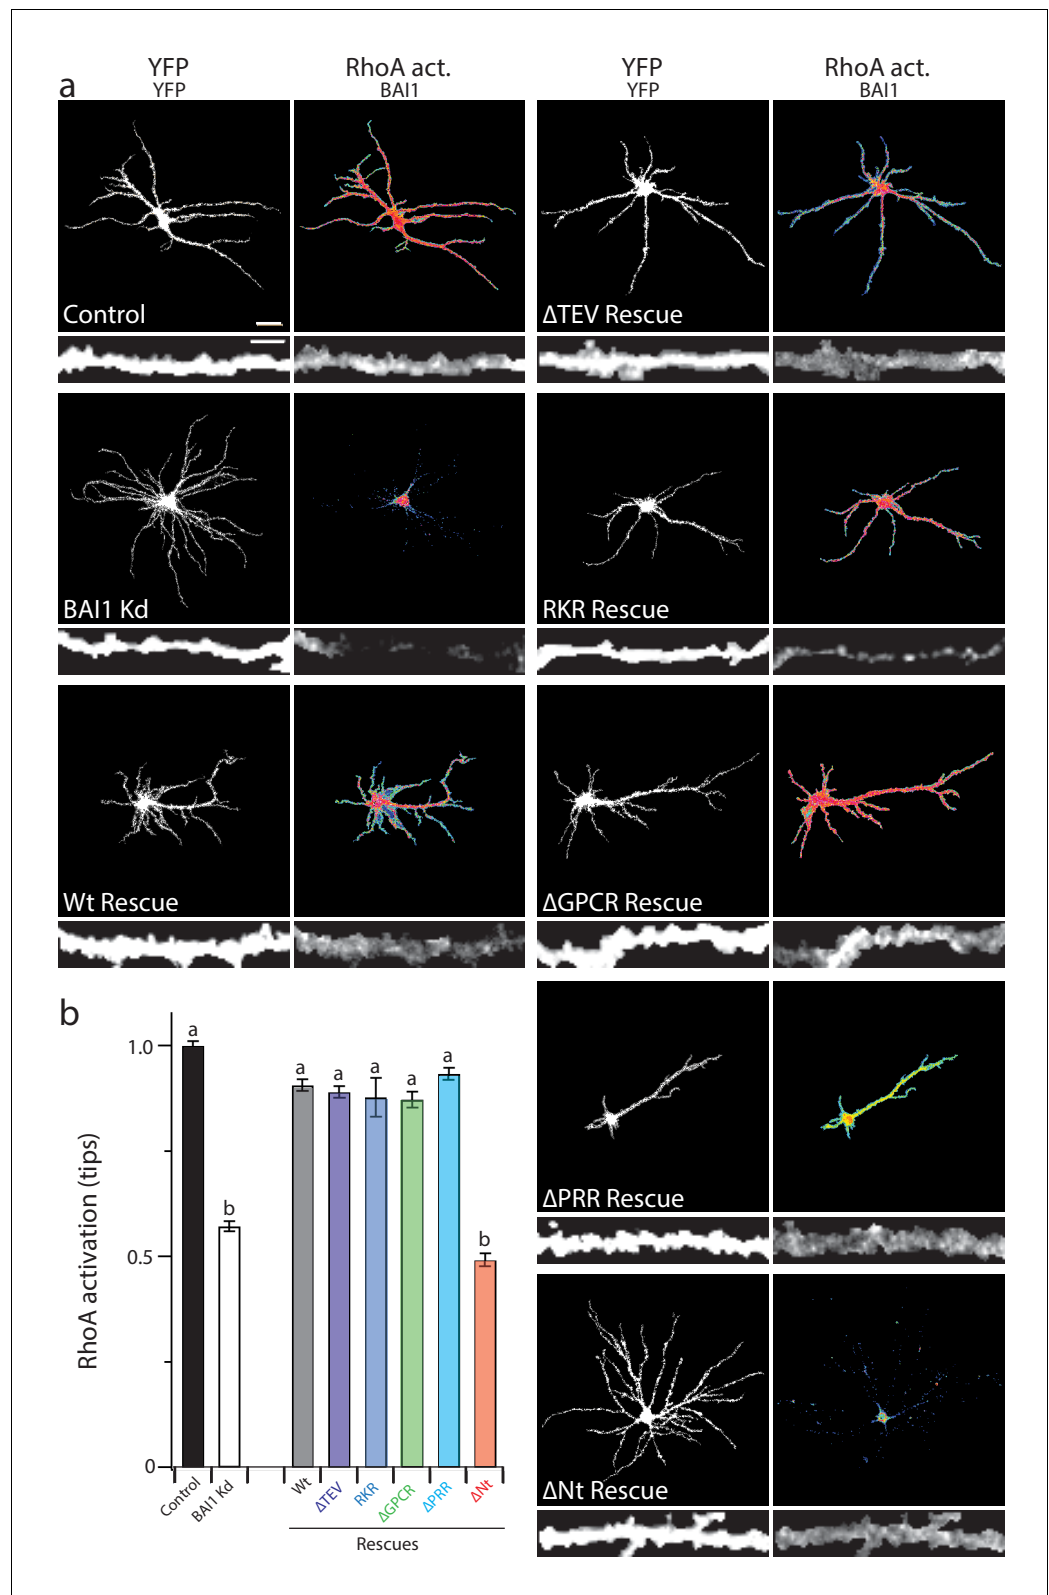 a
YFP
YFP
RhoA act.
BAI1
YFP
YFP
RhoA act.
BAI1
Control
ΔTEV Rescue
BAI1 Kd
RKR Rescue
Wt Rescue
ΔGPCR Rescue
ΔPRR Rescue
ΔNt Rescue
b
RhoA activation (tips)
1.0
0.5
0
a
b
a
a
a
a
a
b
Control
BAI1 Kd
Wt
ΔTEV
RKR
ΔGPCR
ΔPRR
ΔNt
Rescues